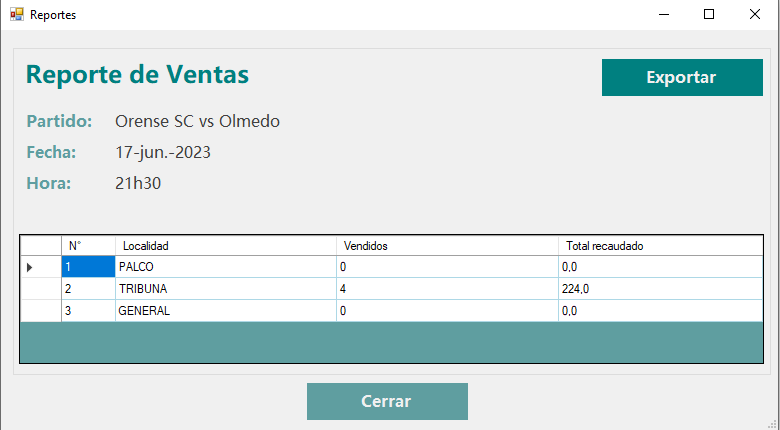 Reportes
Reporte de Ventas
Exportar
Partido: Orense SC vs Olmedo
Fecha: 17-jun.-2023
Hora: 21h30
N° Localidad Vendidos Total recaudado
1 PALCO 0 0,0
2 TRIBUNA 4 224,0
3 GENERAL 0 0,0
Cerrar